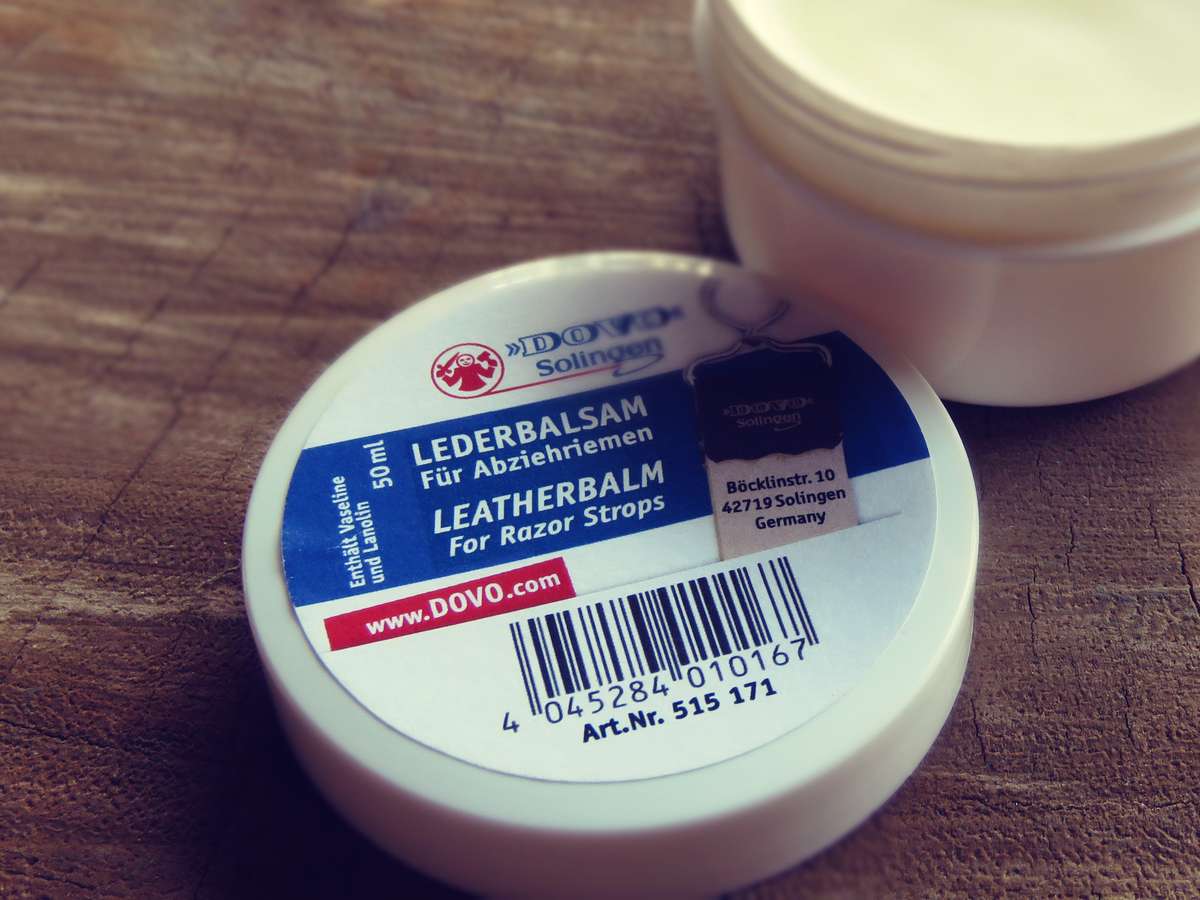 »DOVO«
Solingen
LEDERBALSAM
Für Abziehriemen
LEATHERBALM
For Razor Strops
50 ml
Enthält Vaseline
und Lanolin
»DOVO«
Solingen
Böcklinstr. 10
42719 Solingen
Germany
www.DOVO.com
4 045284 010167
Art.Nr. 515 171